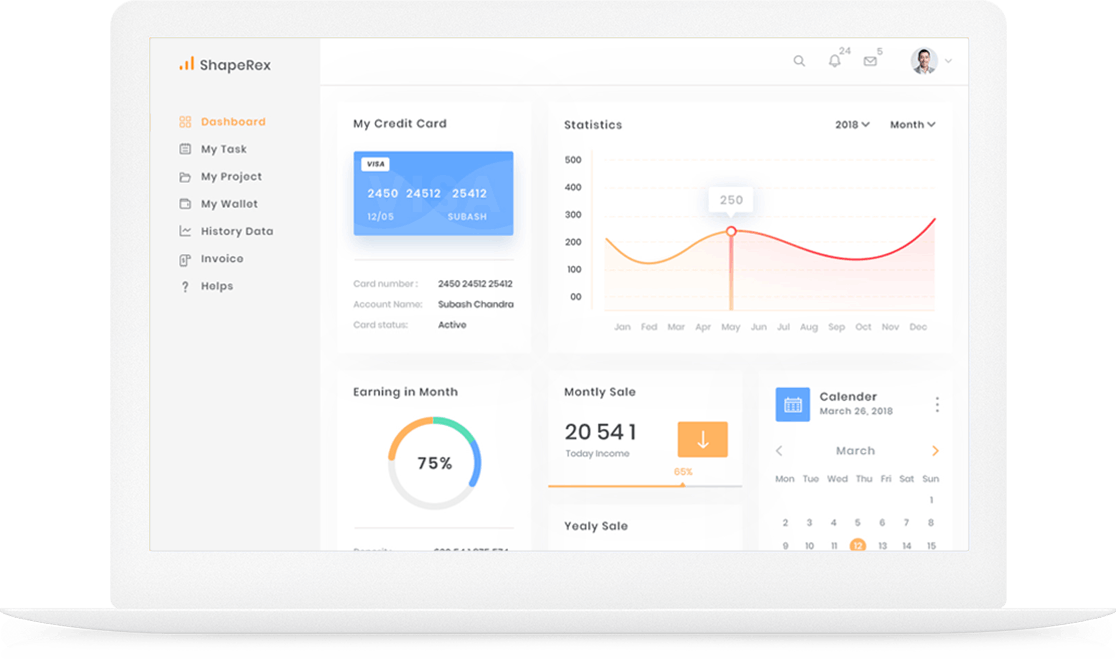 ShapeRex
24
5
Dashboard
My Task
My Project
My Wallet
History Data
Invoice
Helps
My Credit Card
VISA
2450 24512 25412
12/05 SUBASH
Card number : 2450 24512 25412
Account Name: Subash Chandra
Card status: Active
Statistics
2018 Month
500
400
300
200
100
00
250
Jan Feb Mar Apr May Jun Jul Aug Sep Oct Nov Dec
Earning in Month
75%
Montly Sale
20 541
Today Income
65%
Yealy Sale
Calender
March 26, 2018
March
Mon Tue Wed Thu Fri Sat Sun
1
2 3 4 5 6 7 8
9 10 11 12 13 14 15